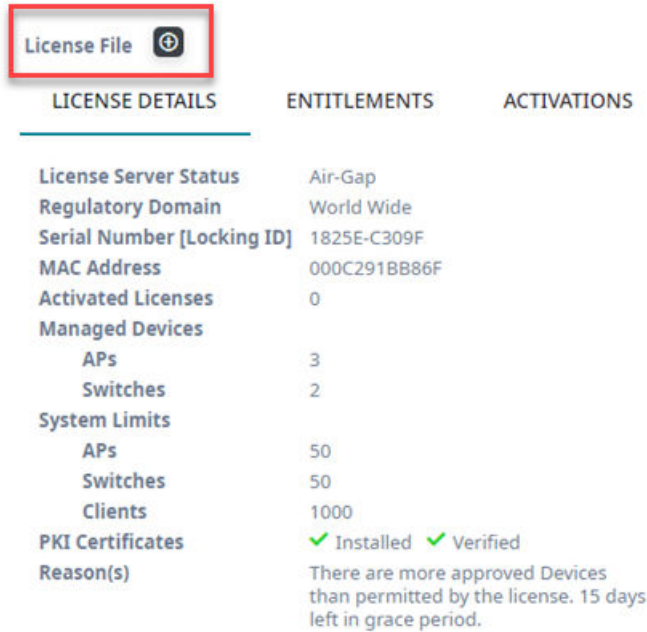 License File
LICENSE DETAILS ENTITLEMENTS ACTIVATIONS
License Server Status Air-Gap
Regulatory Domain World Wide
Serial Number [Locking ID] 1825E-C309F
MAC Address 000C291BB86F
Activated Licenses 0
Managed Devices
APs 3
Switches 2
System Limits
APs 50
Switches 50
Clients 1000
PKI Certificates Installed Verified
Reason(s) There are more approved Devices
than permitted by the license. 15 days
left in grace period.